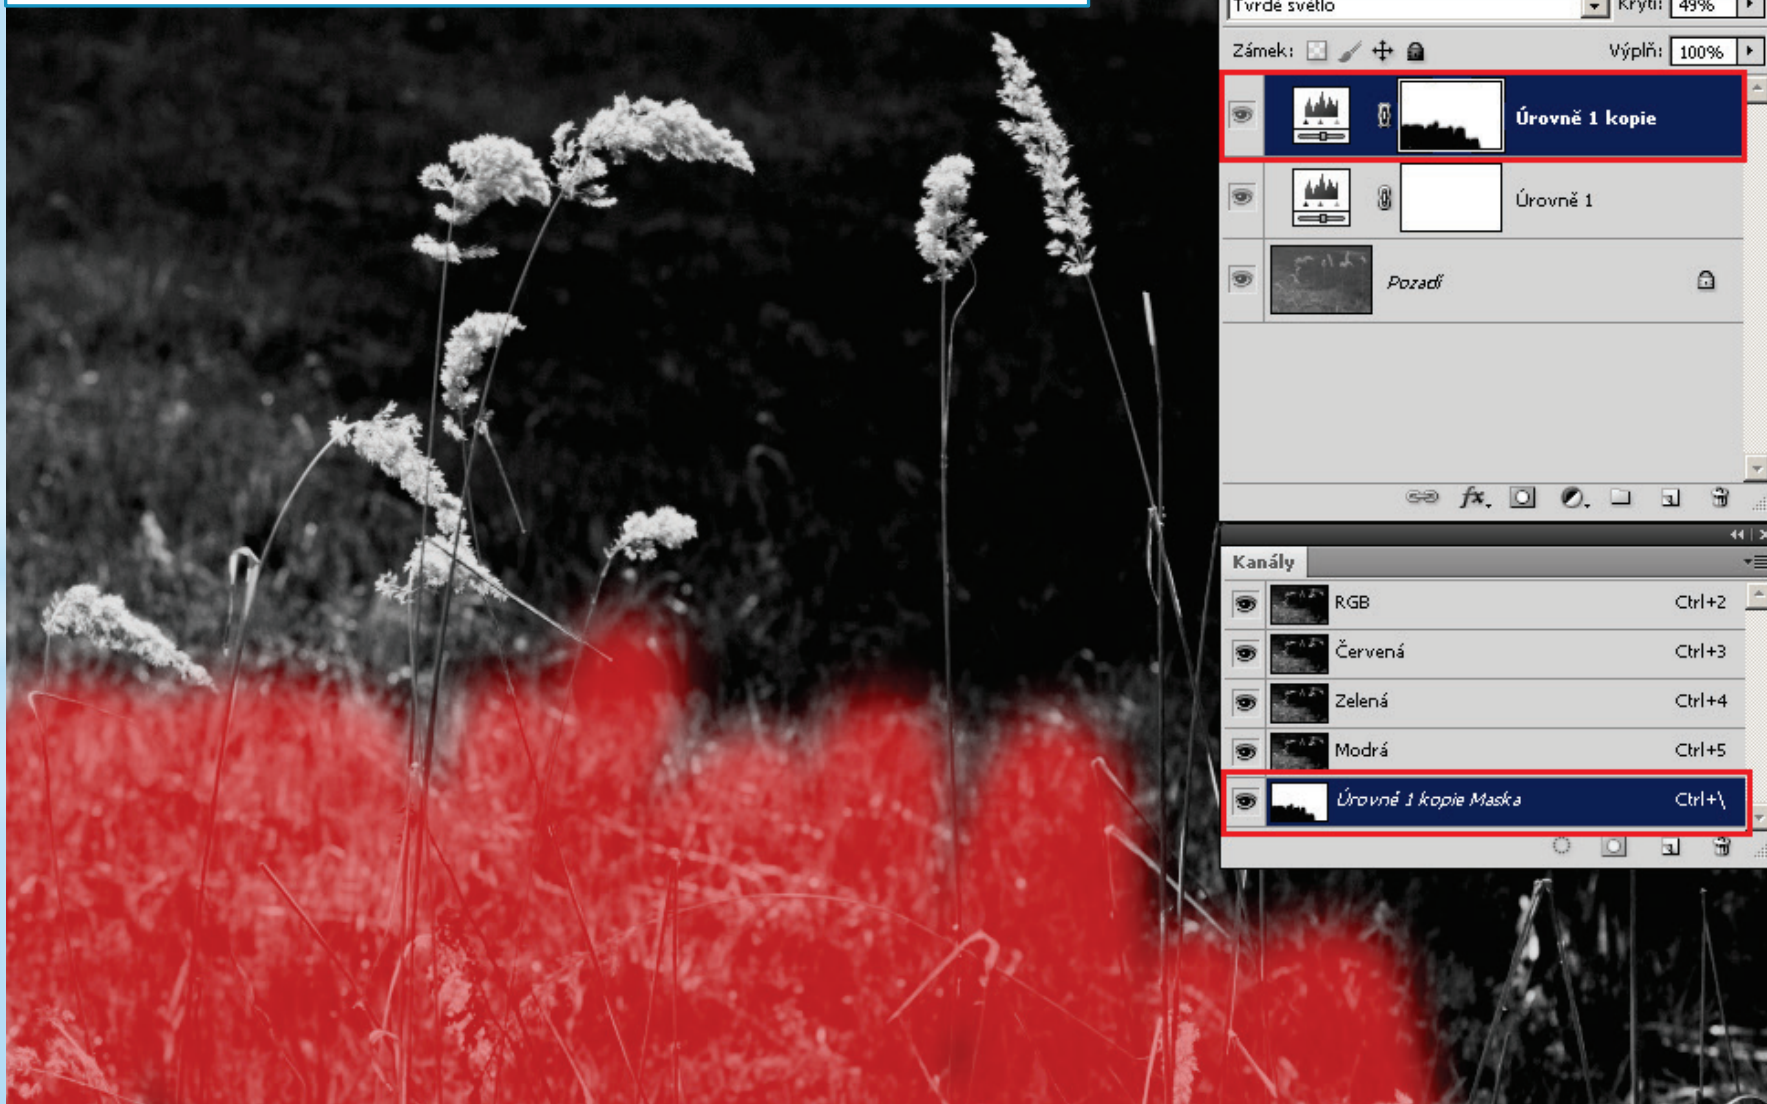 Tvrdé světlo
Krytí: 49%
Zámek:
Výplň: 100%
Úrovně 1 kopie
Úrovně 1
Pozadí
fx.
Kanály
RGB Ctrl+2
Červená Ctrl+3
Zelená Ctrl+4
Modrá Ctrl+5
Úrovně 1 kopie Maska Ctrl+\